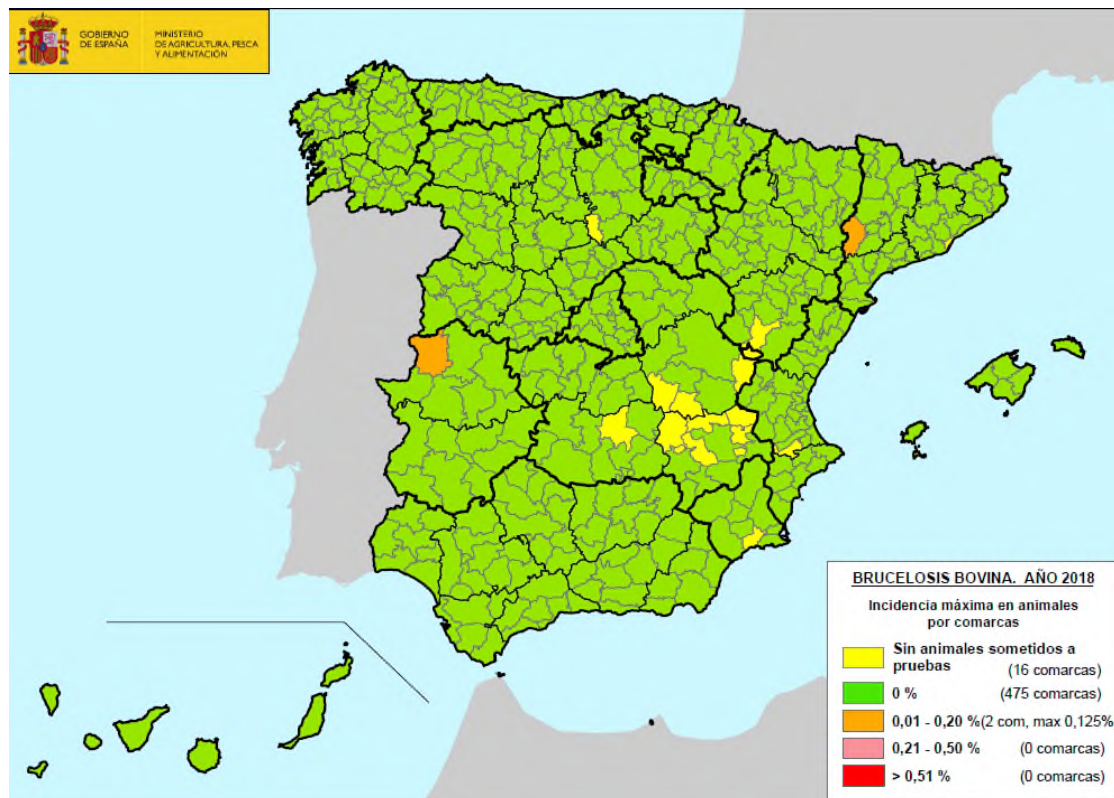 GOBIERNO
DE ESPAÑA
MINISTERIO
DE AGRICULTURA, PESCA
Y ALIMENTACIÓN
BRUCELOSIS BOVINA. AÑO 2018
Incidencia máxima en animales
por comarcas
Sin animales sometidos a
pruebas (16 comarcas)
0 % (475 comarcas)
0,01 - 0,20 %(2 com, max 0,125%
0,21 - 0,50 % (0 comarcas)
> 0,51 % (0 comarcas)